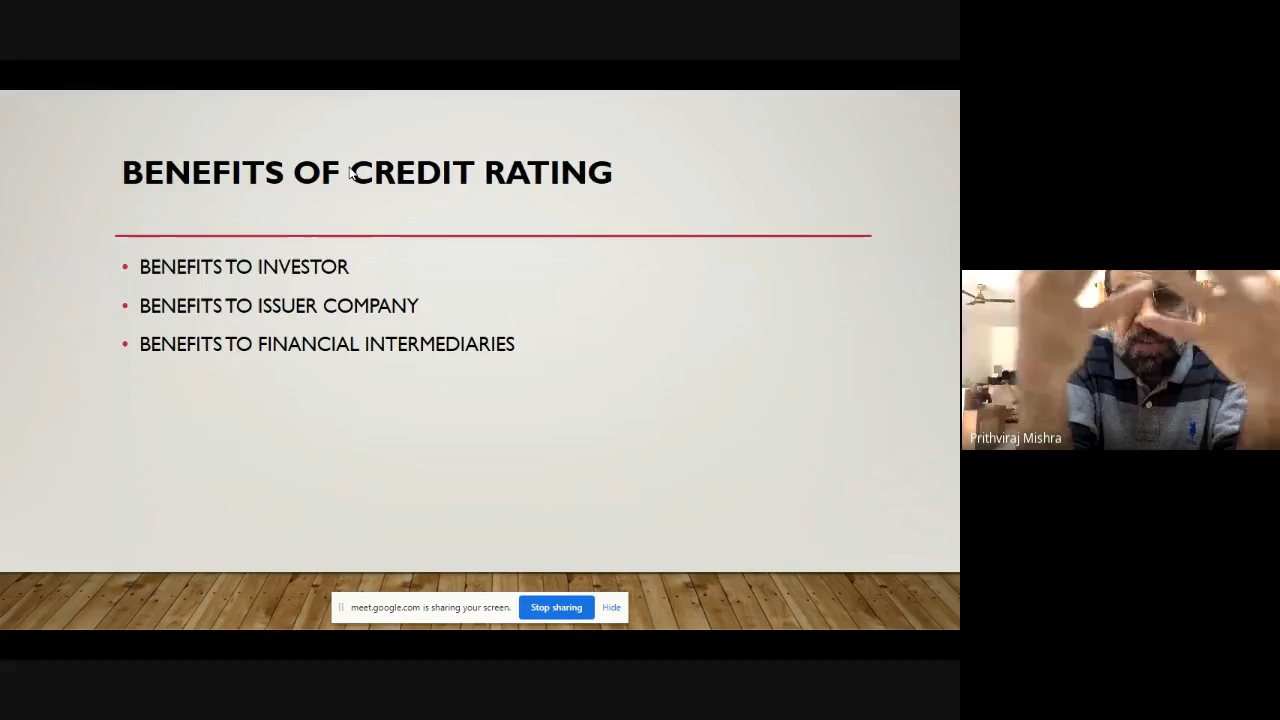 BENEFITS OF CREDIT RATING
• BENEFITS TO INVESTOR
• BENEFITS TO ISSUER COMPANY
• BENEFITS TO FINANCIAL INTERMEDIARIES
meet.google.com is sharing your screen. Stop sharing Hide
Prithviraj Mishra